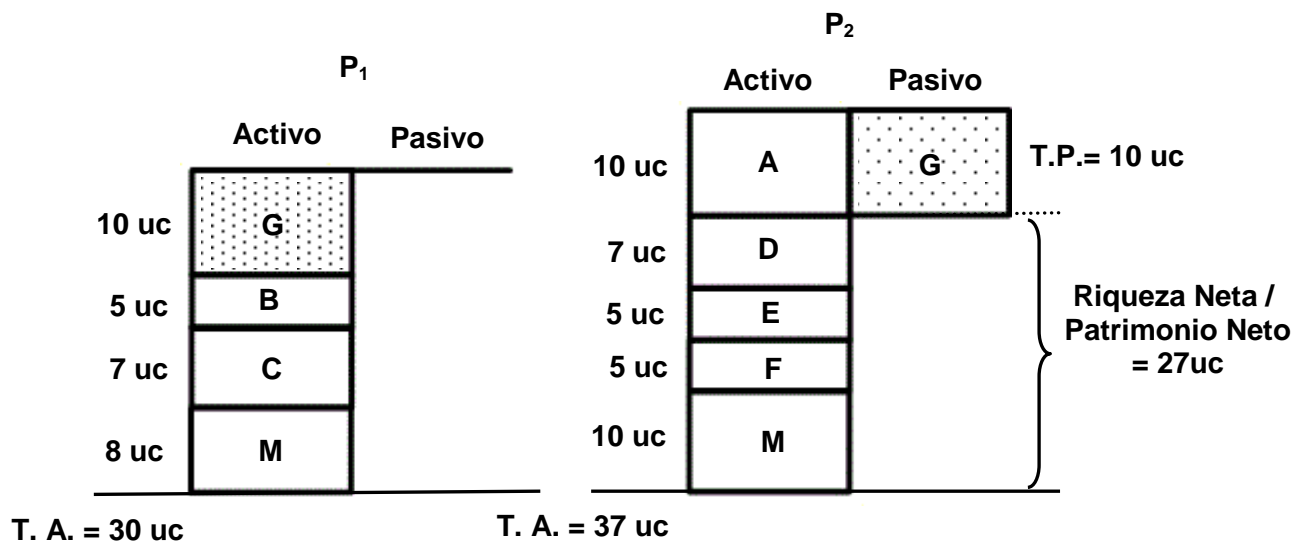 P₁
Activo Pasivo
10 uc G
5 uc B
7 uc C
8 uc M
T. A. = 30 uc
P₂
Activo Pasivo
10 uc A G T.P.= 10 uc
7 uc D
5 uc E
5 uc F
10 uc M
Riqueza Neta /
Patrimonio Neto
= 27uc
T. A. = 37 uc